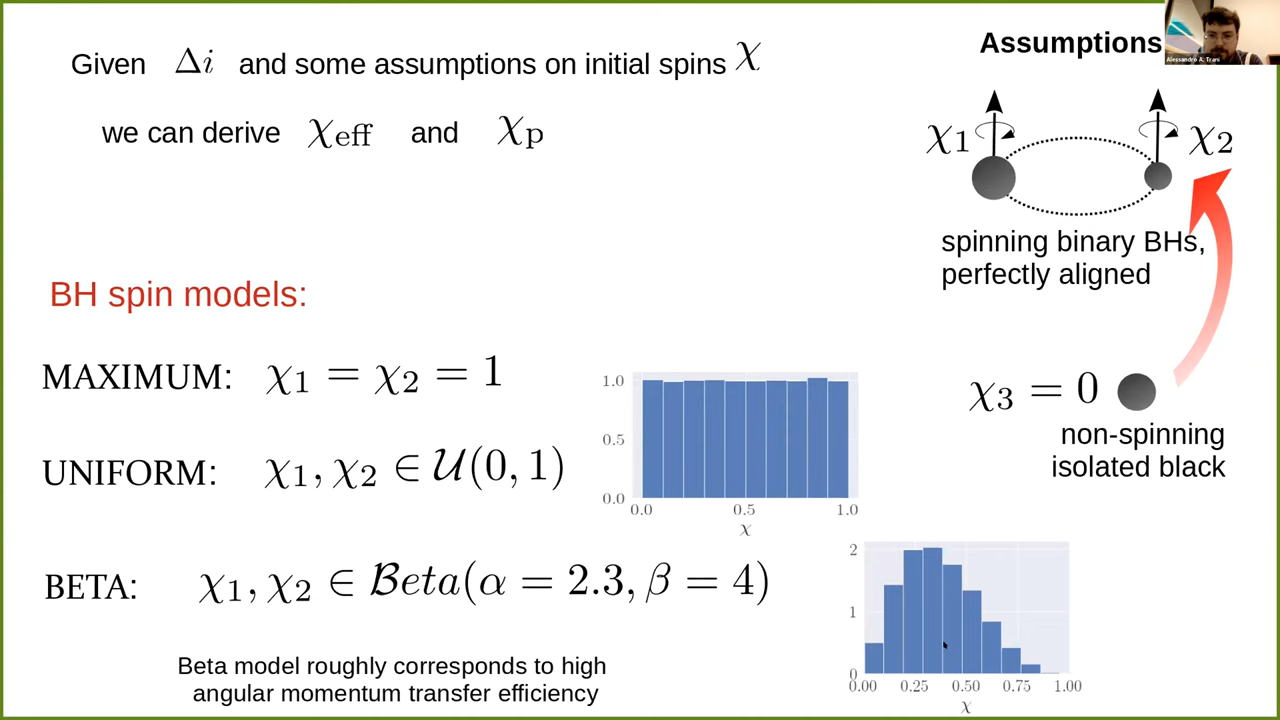 Given Δi and some assumptions on initial spins χ
we can derive χeff and χp
Assumptions
Alessandro A. Trani
χ1
χ2
spinning binary BHs,
perfectly aligned
BH spin models:
MAXIMUM: χ1 = χ2 = 1
χ3 = 0
non-spinning
isolated black
UNIFORM: χ1, χ2 ∈ 𝒰(0, 1)
1.0
0.5
0.0
0.0 0.5 1.0
χ
BETA: χ1, χ2 ∈ ℬeta(α = 2.3, β = 4)
2
1
0
0.00 0.25 0.50 0.75 1.00
χ
Beta model roughly corresponds to high
angular momentum transfer efficiency